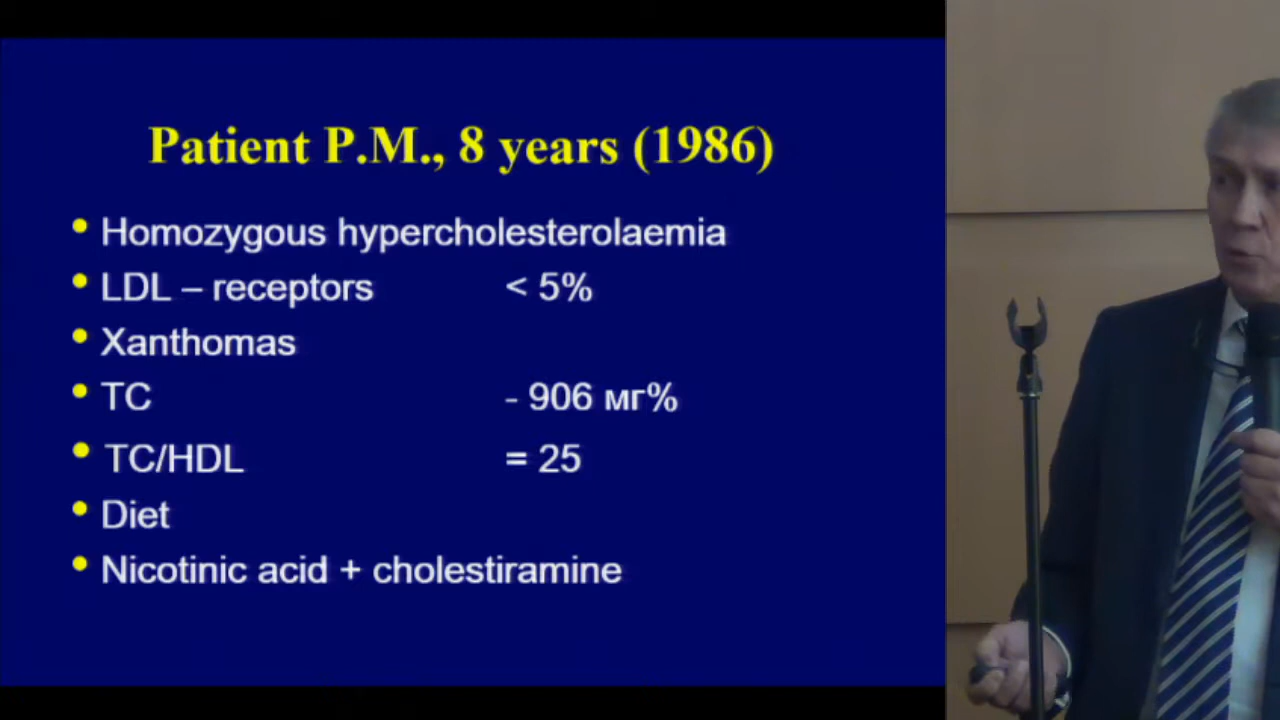 Patient P.M., 8 years (1986)
• Homozygous hypercholesterolaemia
• LDL – receptors < 5%
• Xanthomas
• TC - 906 мг%
• TC/HDL = 25
• Diet
• Nicotinic acid + cholestiramine